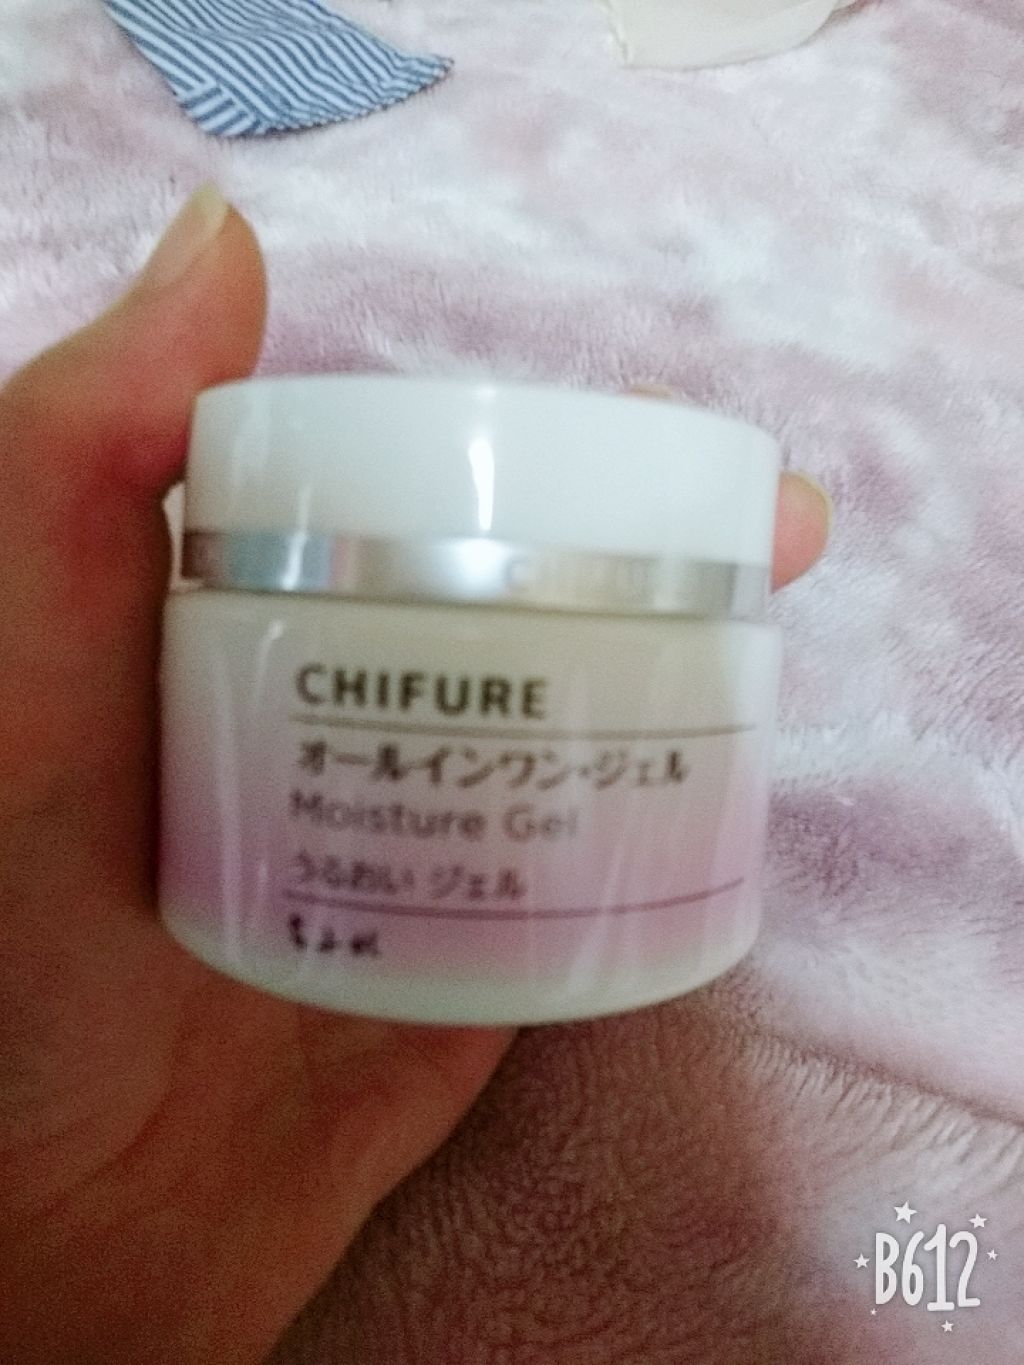 CHIFURE
オールインワン・ジェル
Moisture Gel
うるおい ジェル
ちふれ
B612